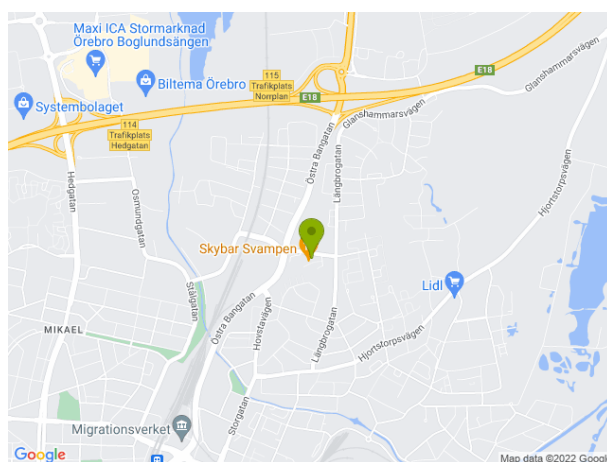 Maxi ICA Stormarknad
Örebro Boglundsängen
Biltema Örebro
Systembolaget
115
Trafikplats
Norrplan
E18
E18
114
Trafikplats
Hedgatan
Glanshammarsvägen
Glanshammarsvägen
Hjortstorpsvägen
Hedgatan
Osmundgatan
Östra Bangatan
Långbrogatan
Skybar Svampen
Stålgatan
Lidl
MIKAEL
Östra Bangatan
Hovstavägen
Långbrogatan
Hjortstorpsvägen
Storgatan
Migrationsverket
Google
Map data ©2022 Google